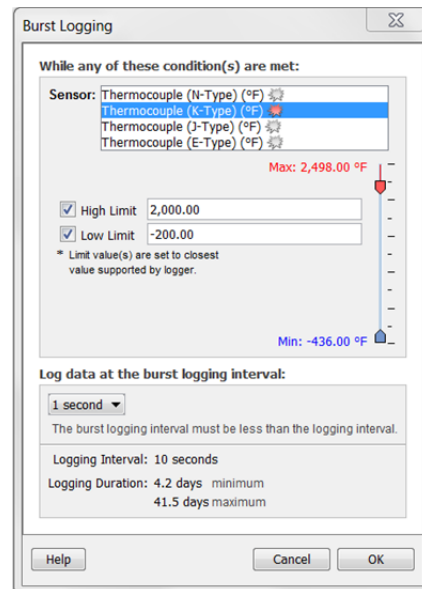 Burst Logging
While any of these condition(s) are met:
Sensor: Thermocouple (N-Type) (°F)
Thermocouple (K-Type) (°F)
Thermocouple (J-Type) (°F)
Thermocouple (E-Type) (°F)
Max: 2,498.00 °F
High Limit 2,000.00
Low Limit -200.00
* Limit value(s) are set to closest
value supported by logger.
Min: -436.00 °F
Log data at the burst logging interval:
1 second
The burst logging interval must be less than the logging interval.
Logging Interval: 10 seconds
Logging Duration: 4.2 days minimum
41.5 days maximum
Help Cancel OK